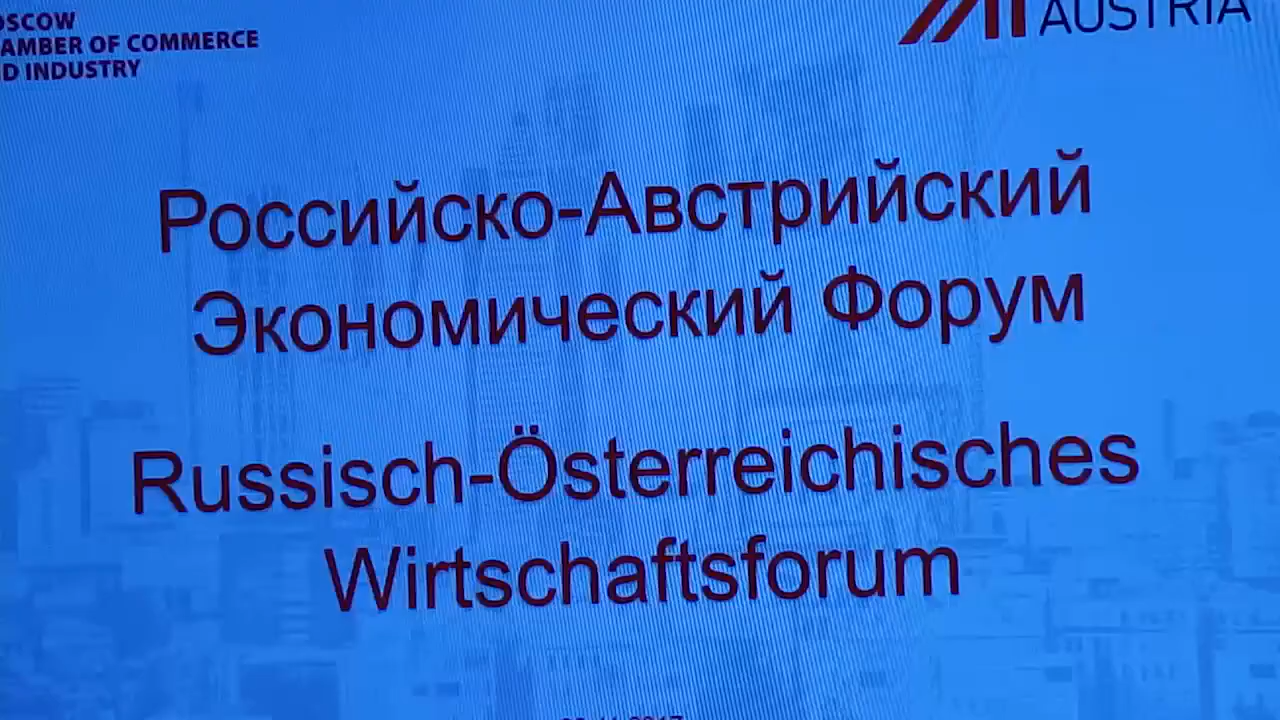 OSCOW
AMBER OF COMMERCE
D INDUSTRY
AUSTRIA
Российско-Австрийский
Экономический Форум
Russisch-Österreichisches
Wirtschaftsforum